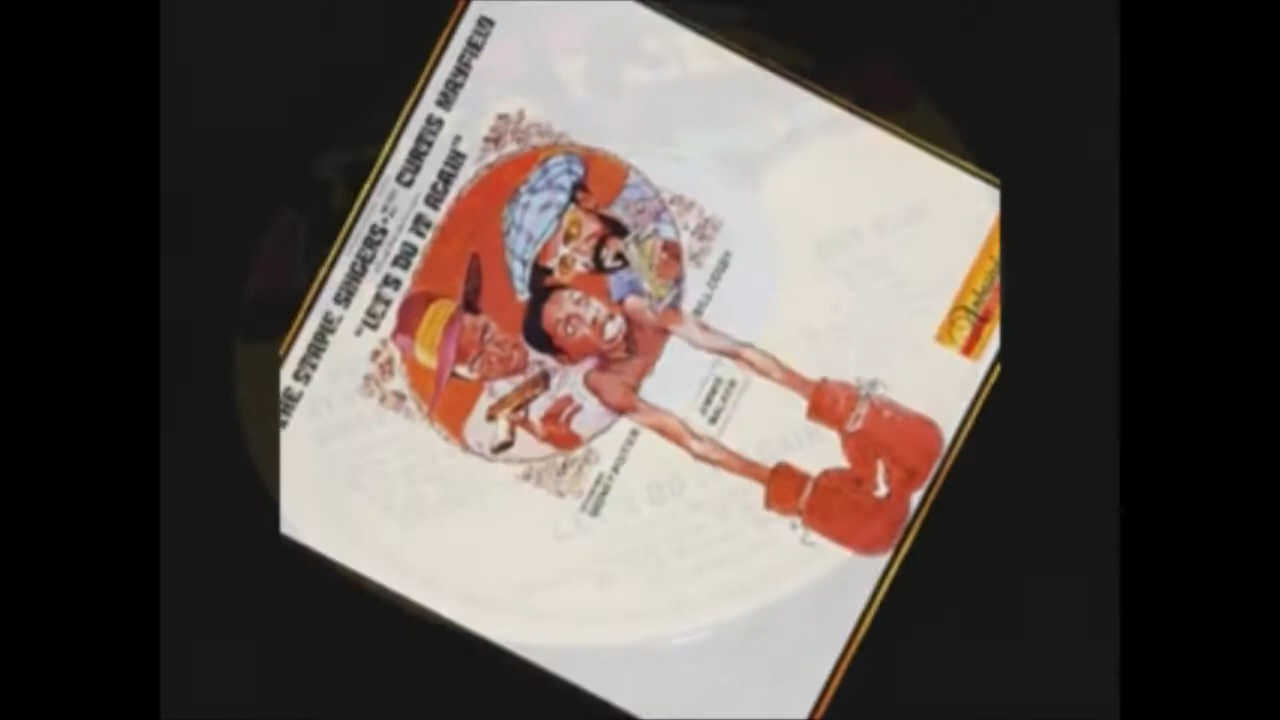 THE STAPLE SINGERS CURTIS MAYFIELD
"LET'S DO IT AGAIN"
BILL COSBY
JIMMIE
WALKER
SIDNEY POITIER